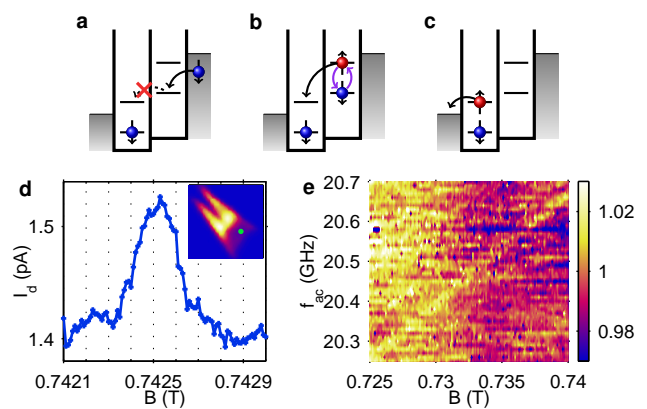 a b c
d
1.5
1.4
I_d (pA)
0.7421 0.7425 0.7429
B (T)
e
20.7
20.6
20.5
20.4
20.3
f_ac (GHz)
0.725 0.73 0.735 0.74
B (T)
1.02
1
0.98